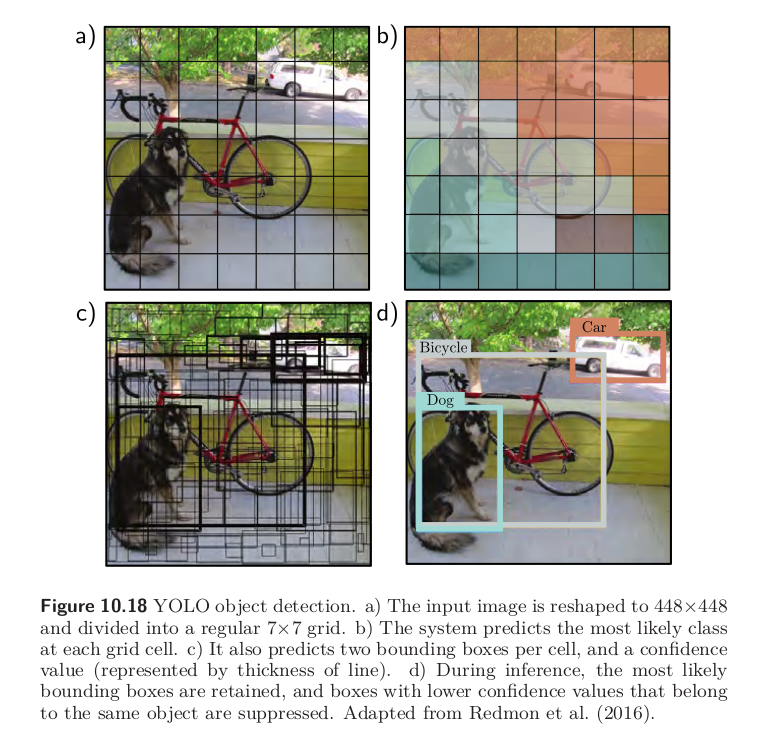 a)
b)
c)
d)
Car
Bicycle
Dog
Figure 10.18 YOLO object detection. a) The input image is reshaped to 448×448
and divided into a regular 7×7 grid. b) The system predicts the most likely class
at each grid cell. c) It also predicts two bounding boxes per cell, and a confidence
value (represented by thickness of line). d) During inference, the most likely
bounding boxes are retained, and boxes with lower confidence values that belong
to the same object are suppressed. Adapted from Redmon et al. (2016).